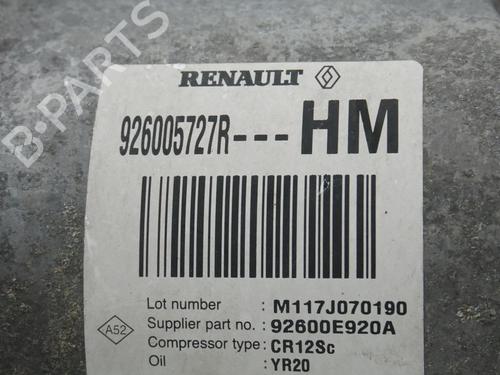 B-PARTS
RENAULT
926005727R---HM
Lot number : M117J070190
A52
Supplier part no. : 92600E920A
Compressor type : CR12Sc
Oil : YR20